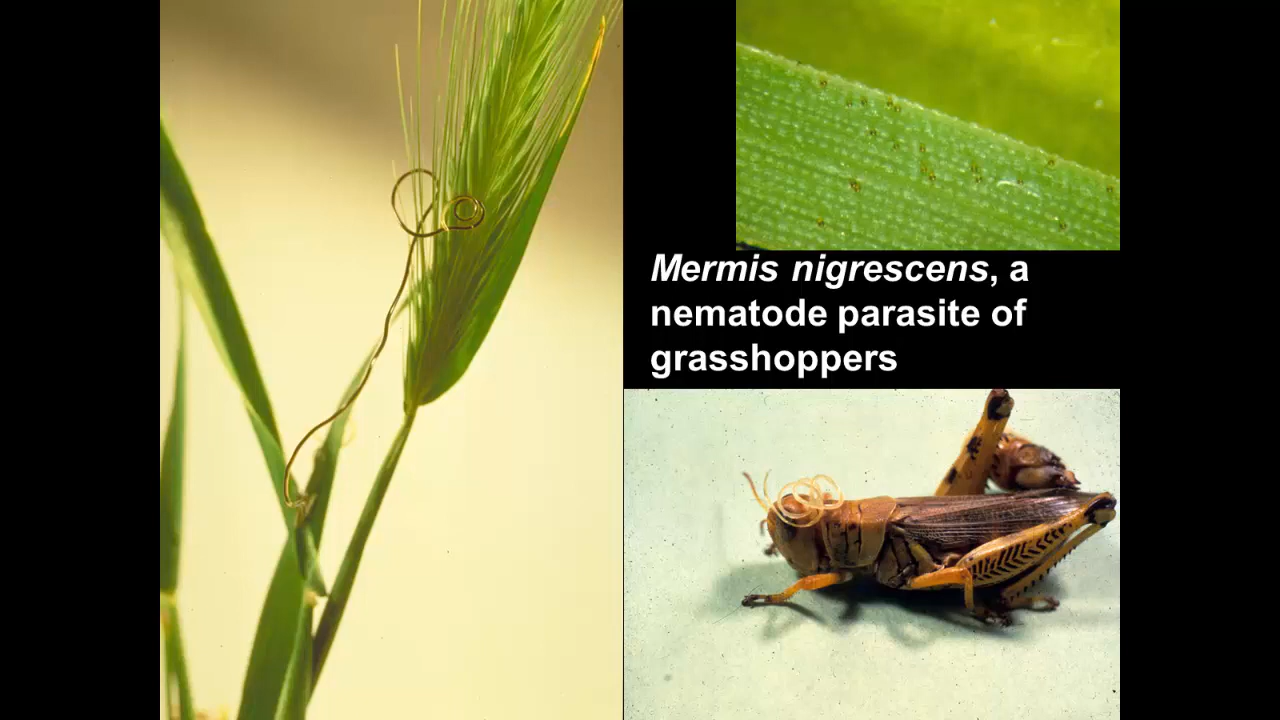 Mermis nigrescens, a
nematode parasite of
grasshoppers